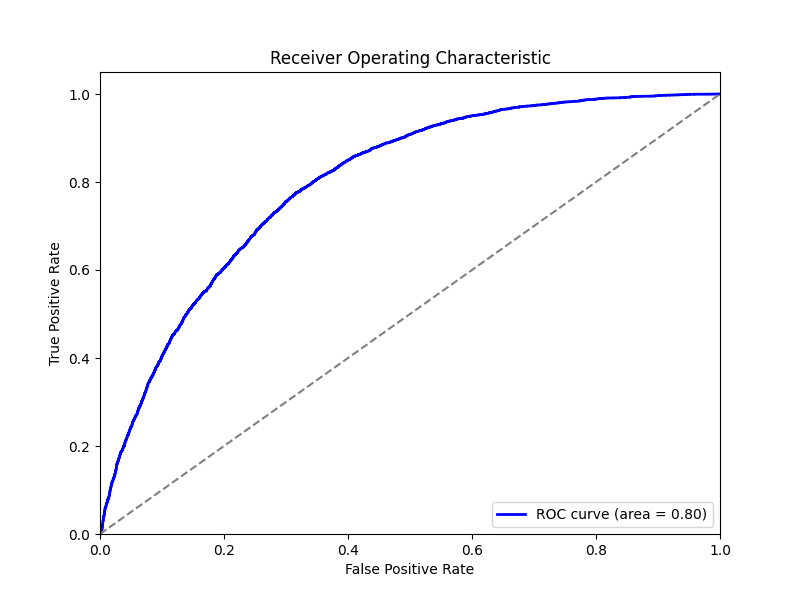 Receiver Operating Characteristic
True Positive Rate
1.0
0.8
0.6
0.4
0.2
0.0
ROC curve (area = 0.80)
0.0 0.2 0.4 0.6 0.8 1.0
False Positive Rate